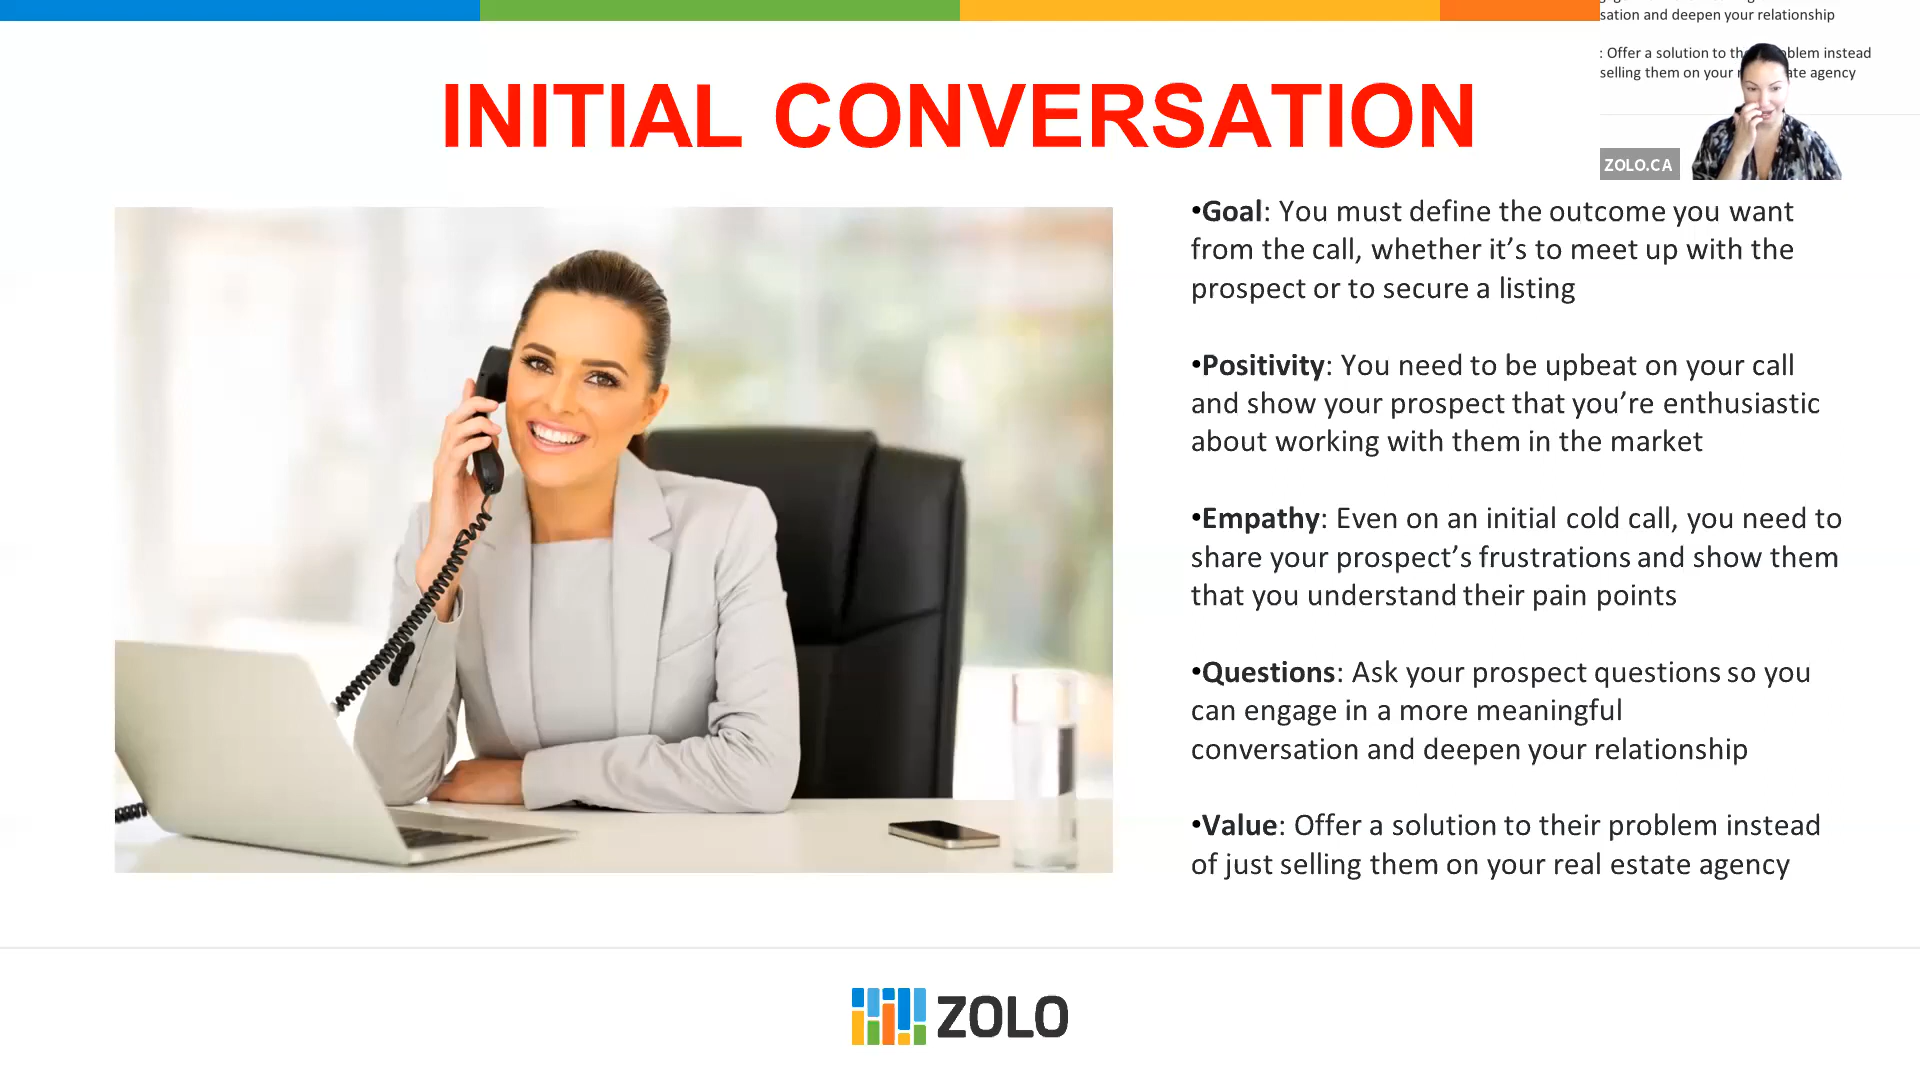 INITIAL CONVERSATION
sation and deepen your relationship
: Offer a solution to the blem instead
selling them on your ate agency
ZOLO.CA
•Goal: You must define the outcome you want
from the call, whether it’s to meet up with the
prospect or to secure a listing
•Positivity: You need to be upbeat on your call
and show your prospect that you’re enthusiastic
about working with them in the market
•Empathy: Even on an initial cold call, you need to
share your prospect’s frustrations and show them
that you understand their pain points
•Questions: Ask your prospect questions so you
can engage in a more meaningful
conversation and deepen your relationship
•Value: Offer a solution to their problem instead
of just selling them on your real estate agency
ZOLO